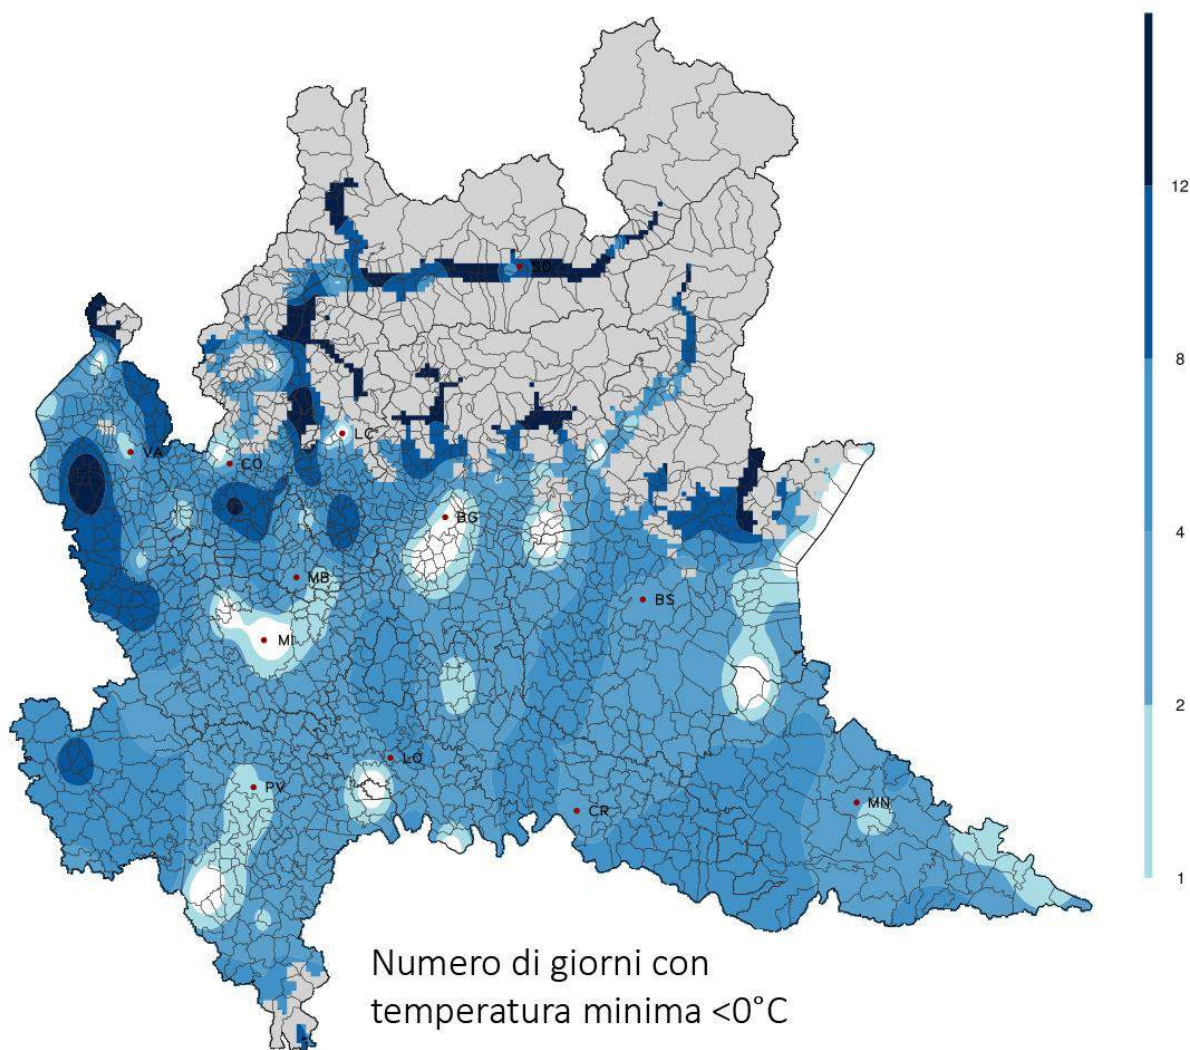 12
SO
8
LC
VA
CO
BG
4
MB
BS
MI
2
LO
PV
MN
CR
1
Numero di giorni con
temperatura minima <0°C